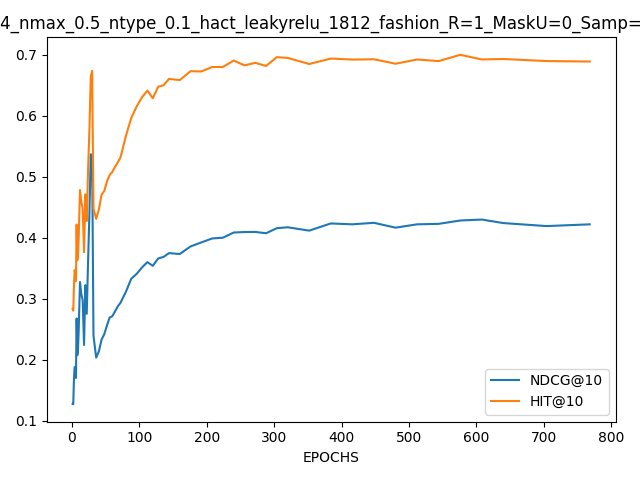 4_nmax_0.5_ntype_0.1_hact_leakyrelu_1812_fashion_R=1_MaskU=0_Samp=
0.7
0.6
0.5
0.4
0.3
0.2
0.1
NDCG@10
HIT@10
0 100 200 300 400 500 600 700 800
EPOCHS